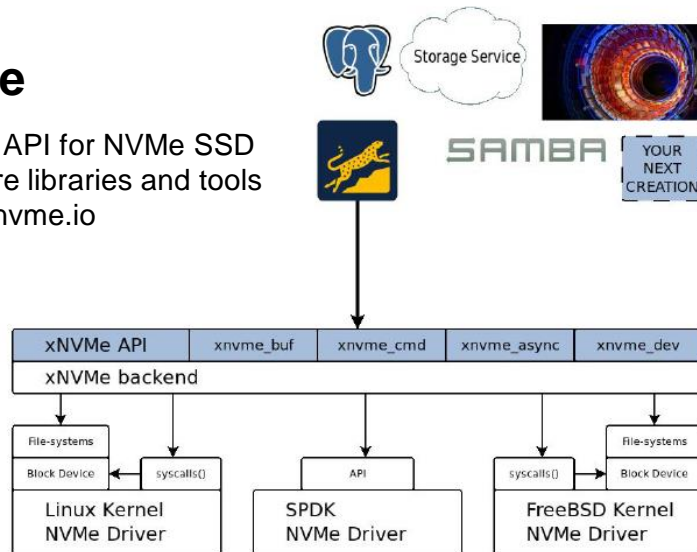 e
API for NVMe SSD
re libraries and tools
nvme.io
Storage Service
SAMBA
YOUR
NEXT
CREATION
xNVMe API
xnvme_buf
xnvme_cmd
xnvme_async
xnvme_dev
xNVMe backend
File-systems
Block Device
syscalls()
Linux Kernel
NVMe Driver
API
SPDK
NVMe Driver
syscalls()
File-systems
Block Device
FreeBSD Kernel
NVMe Driver